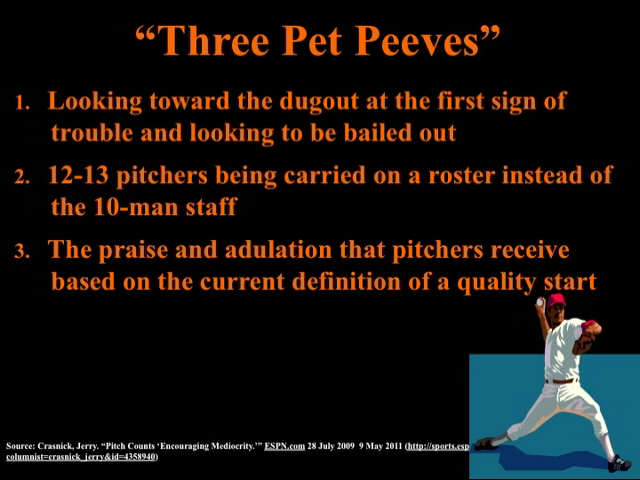 “Three Pet Peeves”
1. Looking toward the dugout at the first sign of
trouble and looking to be bailed out
2. 12-13 pitchers being carried on a roster instead of
the 10-man staff
3. The praise and adulation that pitchers receive
based on the current definition of a quality start
Source: Crasnick, Jerry. “Pitch Counts ‘Encouraging Mediocrity.’” ESPN.com 28 July 2009 9 May 2011 (http://sports.esp
columnist=crasnick_jerry&id=4358940)